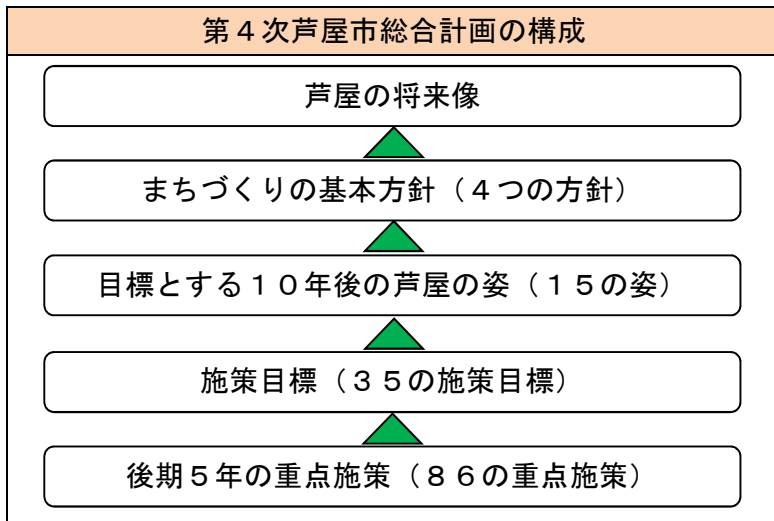 第４次芦屋市総合計画の構成
芦屋の将来像
まちづくりの基本方針（４つの方針）
目標とする１０年後の芦屋の姿（１５の姿）
施策目標（３５の施策目標）
後期５年の重点施策（８６の重点施策）